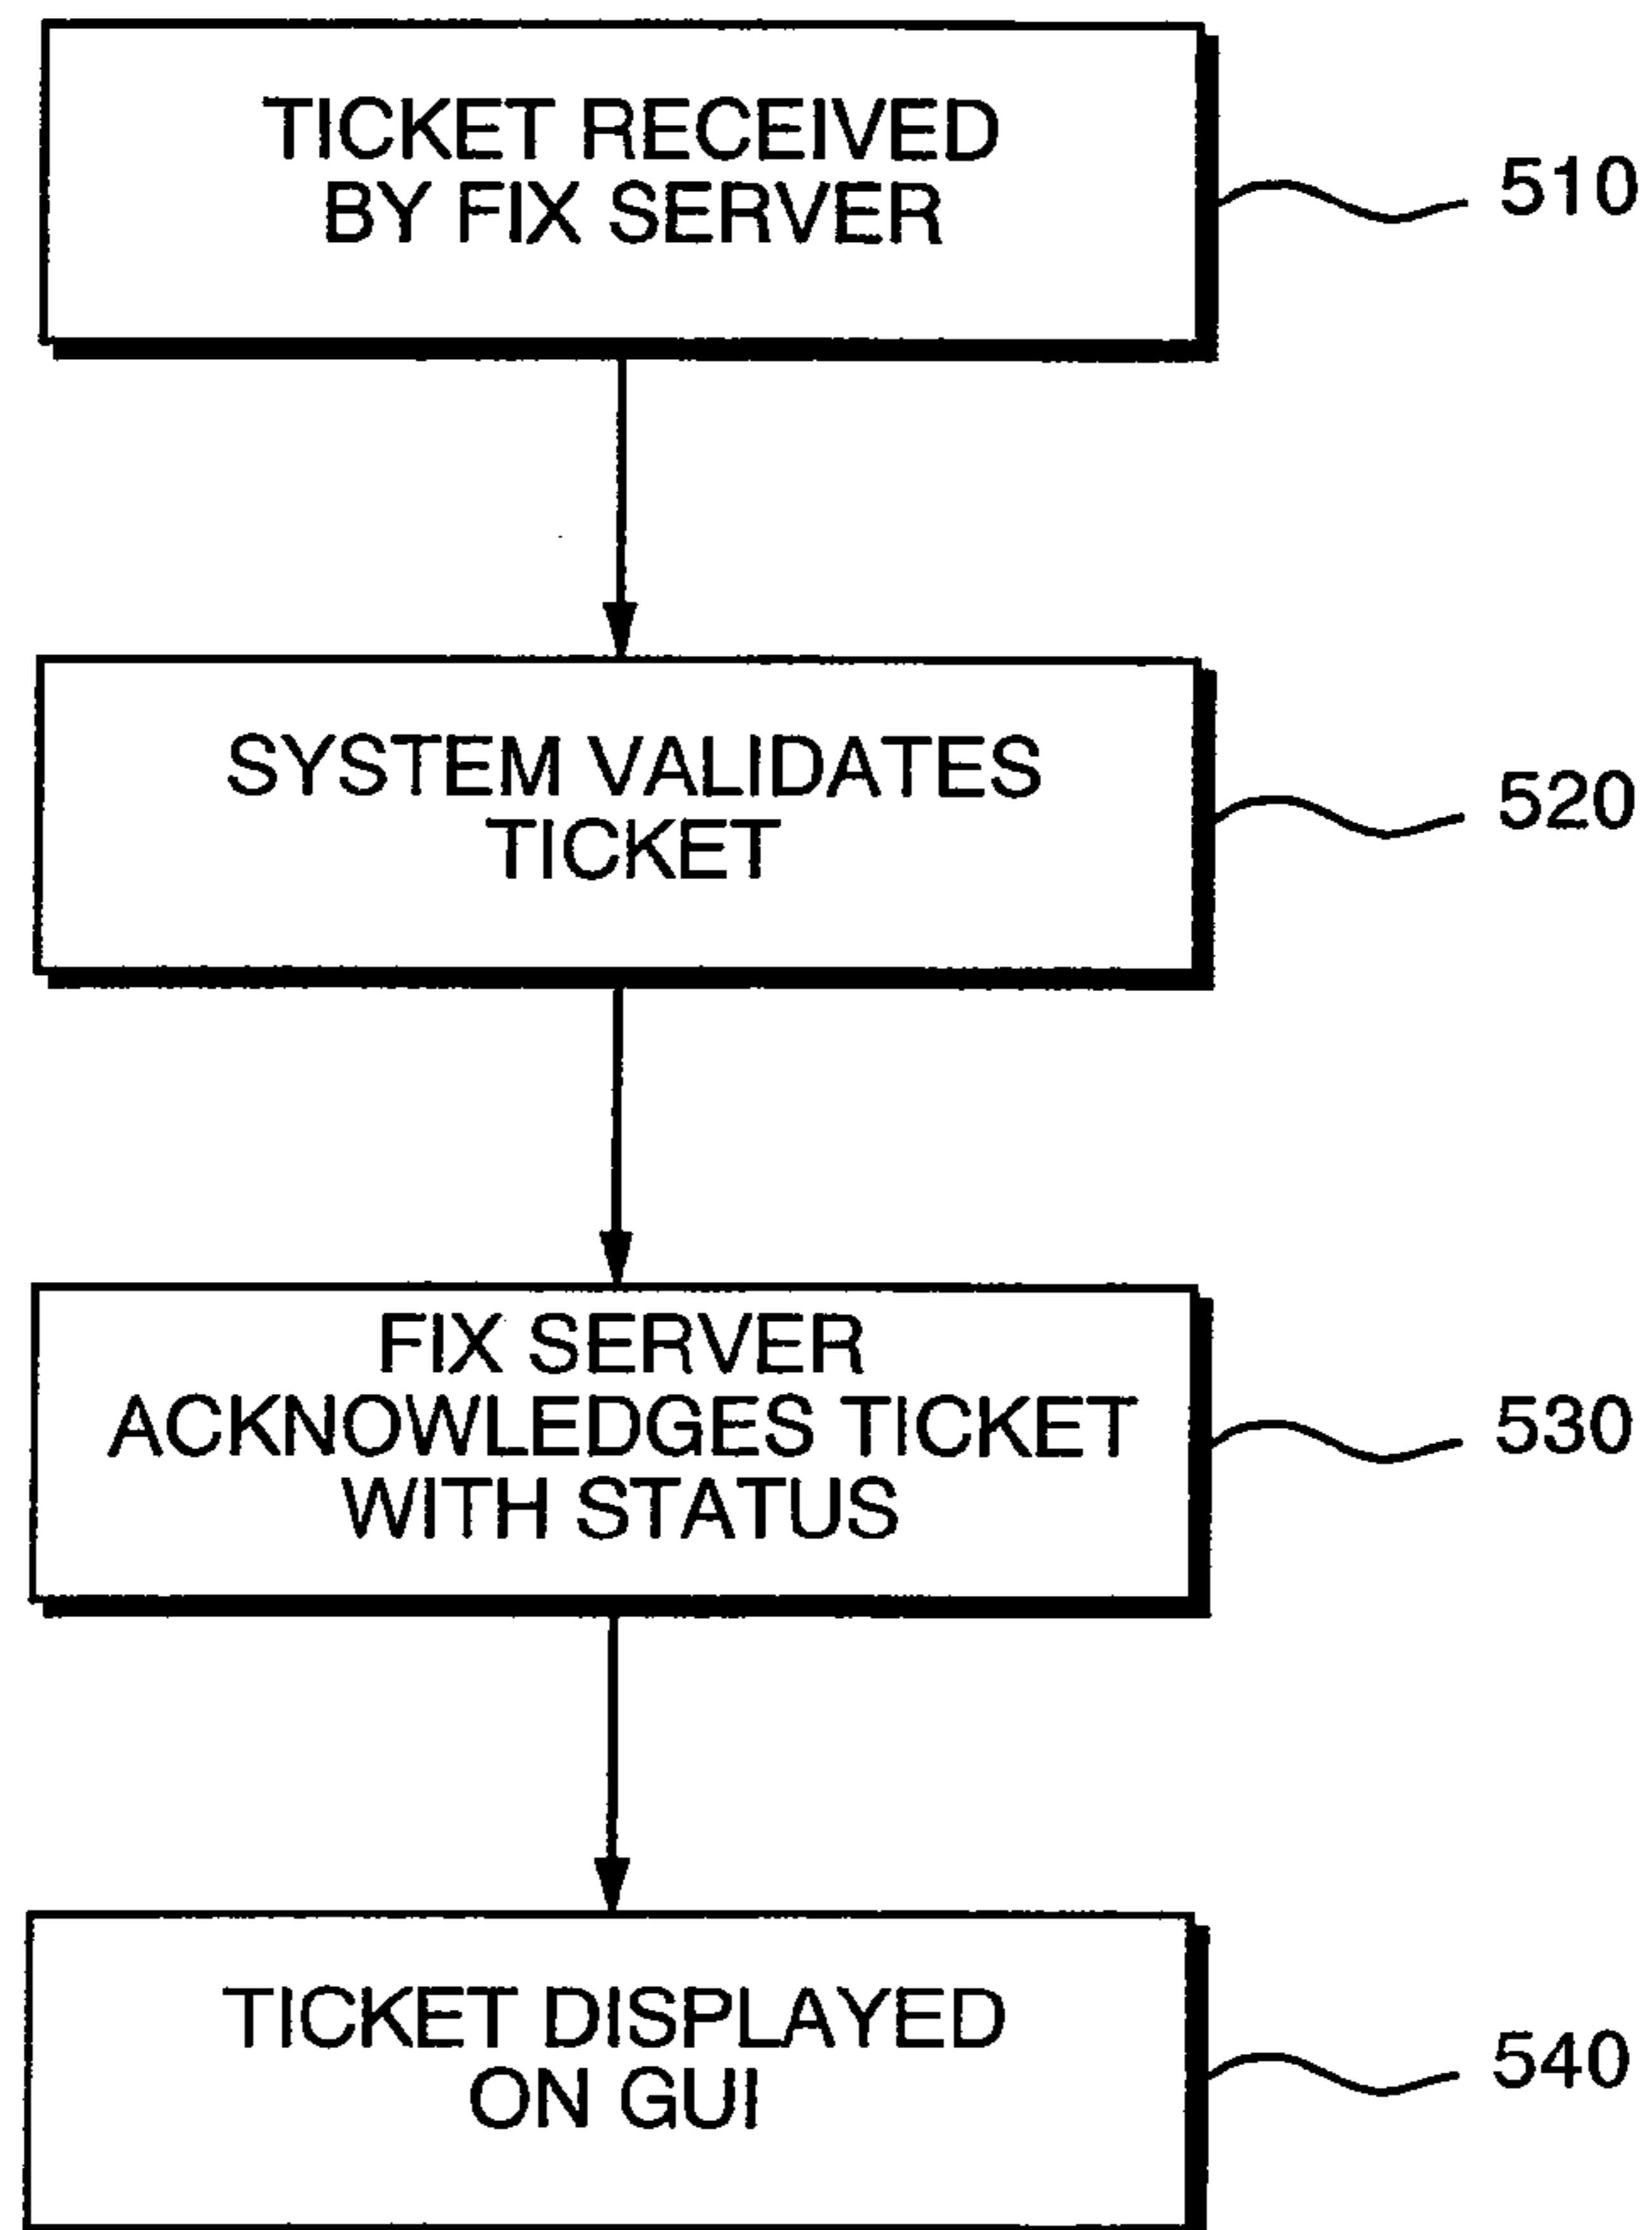 TICKET RECEIVED
BY FIX SERVER
510
SYSTEM VALIDATES
TICKET
520
FIX SERVER
ACKNOWLEDGES TICKET
WITH STATUS
530
TICKET DISPLAYED
ON GUI
540